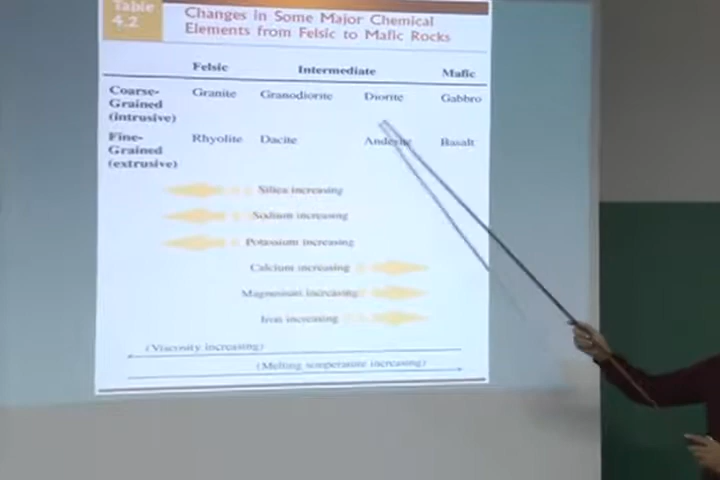 Table
4.2
Changes in Some Major Chemical
Elements from Felsic to Mafic Rocks
Felsic Intermediate Mafic
Coarse-
Grained
(intrusive)
Granite Granodiorite Diorite Gabbro
Fine-
Grained
(extrusive)
Rhyolite Dacite Andesite Basalt
Silica increasing
Sodium increasing
Potassium increasing
Calcium increasing
Magnesium increasing
Iron increasing
(Viscosity increasing)
(Melting temperature increasing)